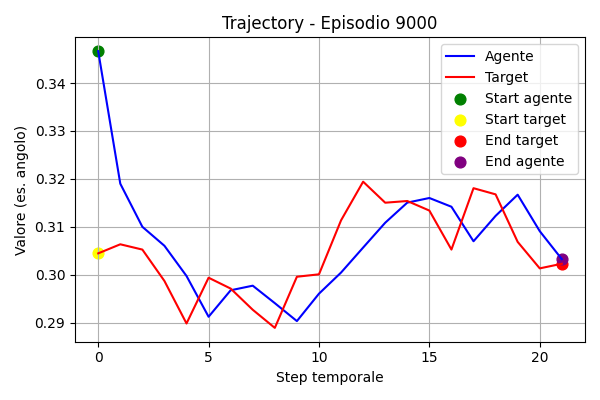 Trajectory - Episodio 9000
Valore (es. angolo)
0.34
0.33
0.32
0.31
0.30
0.29
Agente
Target
Start agente
Start target
End target
End agente
0 5 10 15 20
Step temporale